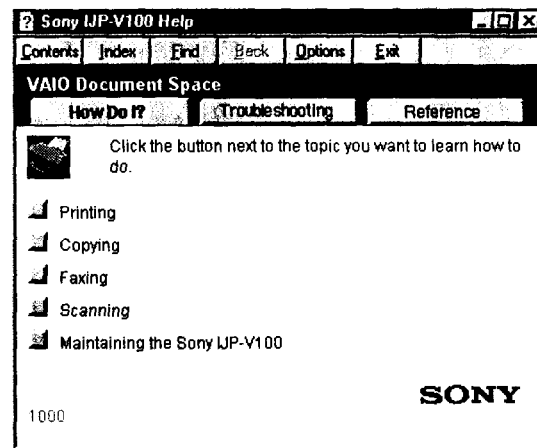 ? Sony IJP-V100 Help
Contents Index Find Back Options Exit
VAIO Document Space
How Do I? Troubleshooting Reference
Click the button next to the topic you want to learn how to
do.
Printing
Copying
Faxing
Scanning
Maintaining the Sony IJP-V100
SONY
1000